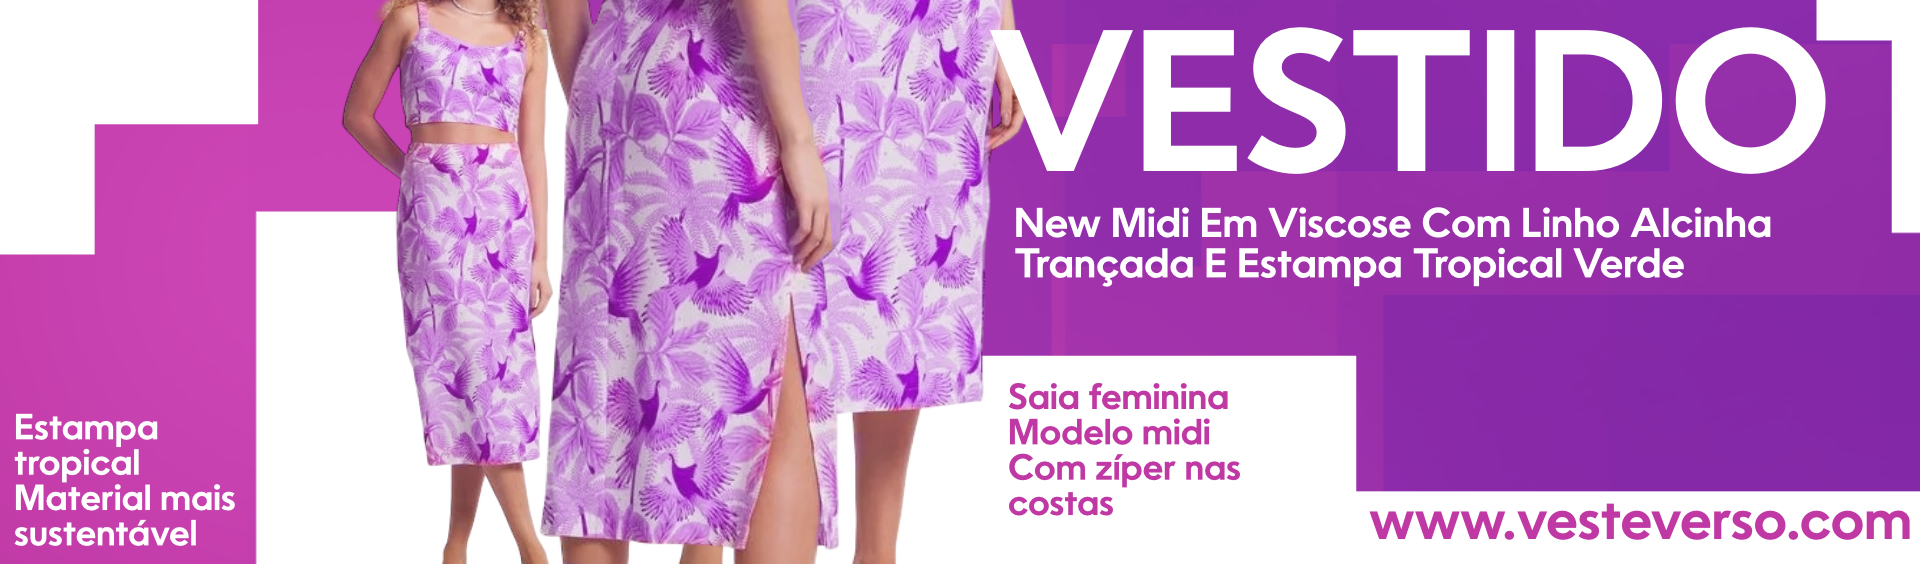 VESTIDO
New Midi Em Viscose Com Linho Alcinha
Trançada E Estampa Tropical Verde
Saia feminina
Modelo midi
Com zíper nas
costas
Estampa
tropical
Material mais
sustentável
www.vesteverso.com